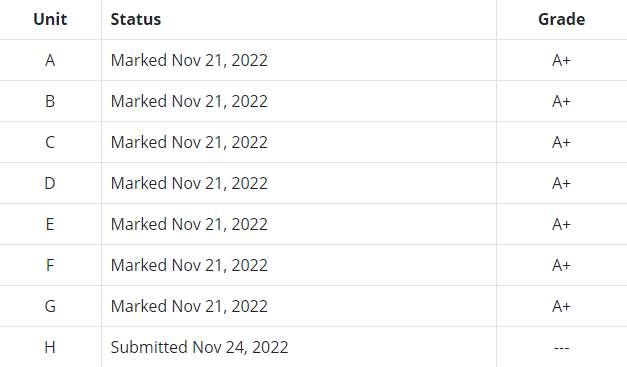 Unit Status Grade
A Marked Nov 21, 2022 A+
B Marked Nov 21, 2022 A+
C Marked Nov 21, 2022 A+
D Marked Nov 21, 2022 A+
E Marked Nov 21, 2022 A+
F Marked Nov 21, 2022 A+
G Marked Nov 21, 2022 A+
H Submitted Nov 24, 2022 ---